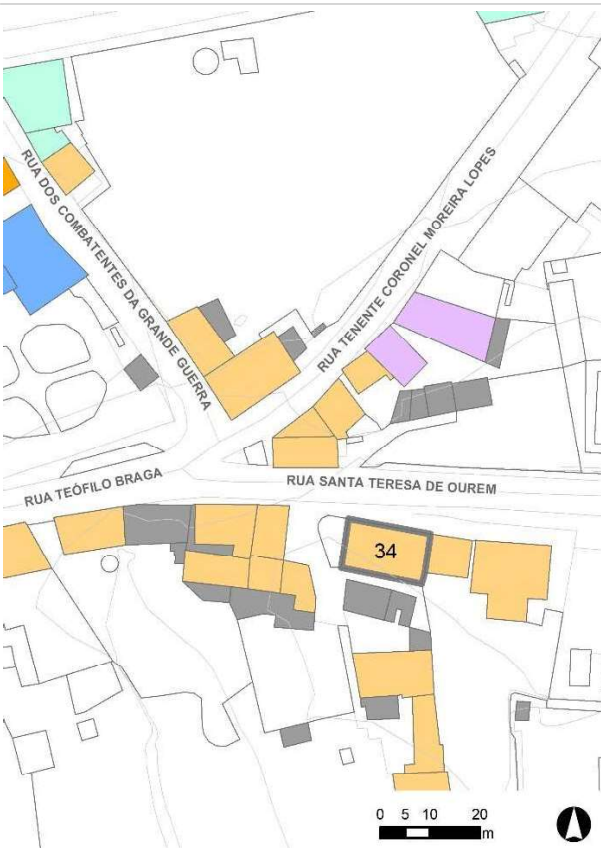 RUA DOS COMBATENTES DA GRANDE GUERRA
RUA TENENTE CORONEL MOREIRA LOPES
RUA TEÓFILO BRAGA
RUA SANTA TERESA DE OUREM
34
0 5 10 20
m